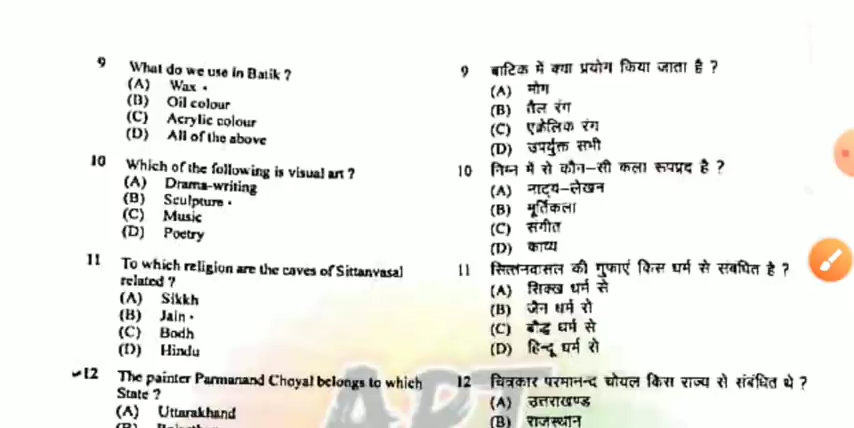 9 What do we use in Batik ?
(A) Wax
(B) Oil colour
(C) Acrylic colour
(D) All of the above
10 Which of the following is visual art ?
(A) Drama-writing
(B) Sculpture
(C) Music
(D) Poetry
11 To which religion are the caves of Sittanvasal
related ?
(A) Sikkh
(B) Jain
(C) Bodh
(D) Hindu
12 The painter Parmanand Choyal belongs to which
State ?
(A) Uttarakhand
9 बाटिक में क्या प्रयोग किया जाता है ?
(A) मोम
(B) तैल रंग
(C) एक्रेलिक रंग
(D) उपर्युक्त सभी
10 निम्न में से कौन-सी कला रूपप्रद है ?
(A) नाट्य-लेखन
(B) मूर्तिकला
(C) संगीत
(D) काव्य
11 सित्तनवासल की गुफाएं किस धर्म से संबंधित है ?
(A) सिक्ख धर्म से
(B) जैन धर्म से
(C) बौद्ध धर्म से
(D) हिन्दू धर्म से
12 चित्रकार परमानन्द चोयल किस राज्य से संबंधित थे ?
(A) उत्तराखण्ड
(B) राजस्थान